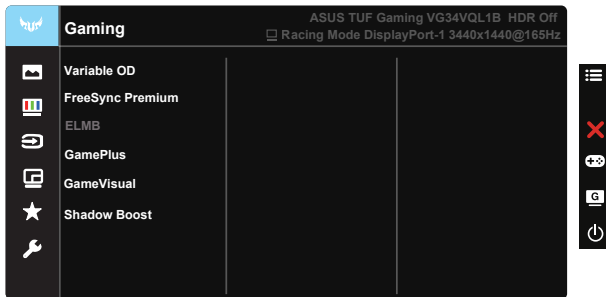 Gaming
ASUS TUF Gaming VG34VQL1B HDR Off
Racing Mode DisplayPort-1 3440x1440@165Hz
Variable OD
FreeSync Premium
ELMB
GamePlus
GameVisual
Shadow Boost
G